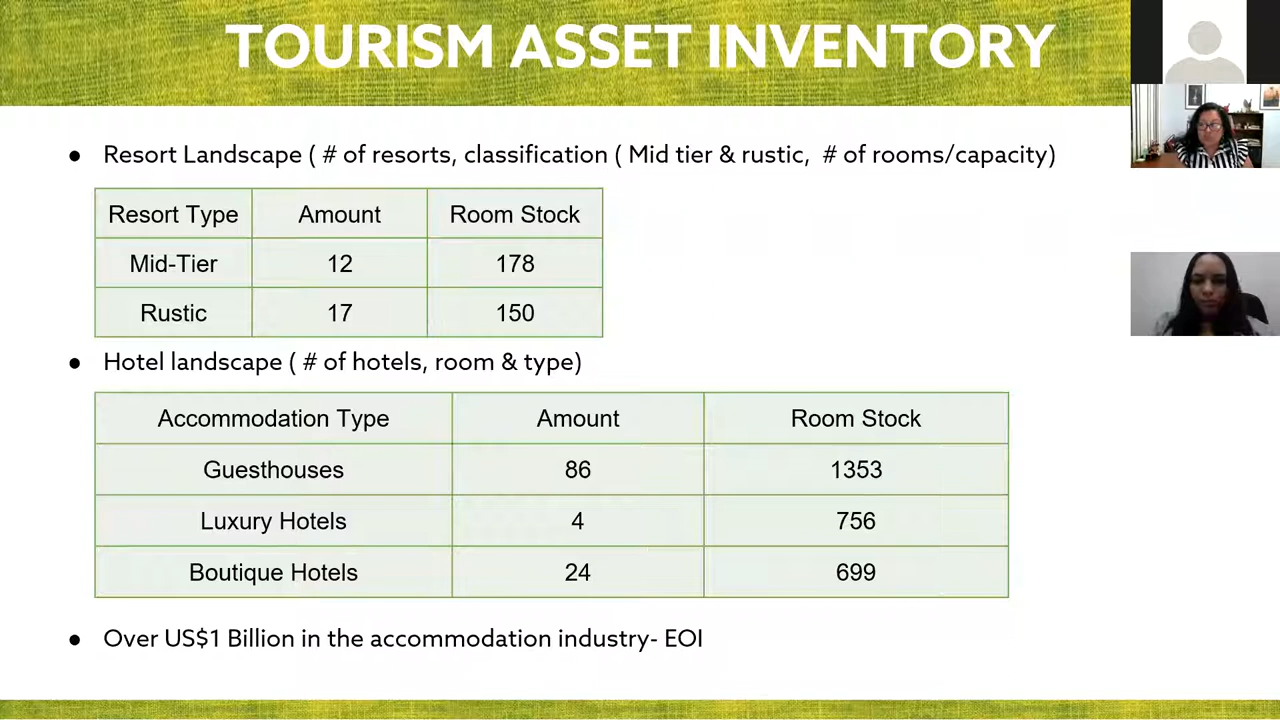 TOURISM ASSET INVENTORY
● Resort Landscape ( # of resorts, classification ( Mid tier & rustic, # of rooms/capacity)
Resort Type Amount Room Stock
Mid-Tier 12 178
Rustic 17 150
● Hotel landscape ( # of hotels, room & type)
Accommodation Type Amount Room Stock
Guesthouses 86 1353
Luxury Hotels 4 756
Boutique Hotels 24 699
● Over US$1 Billion in the accommodation industry- EOI